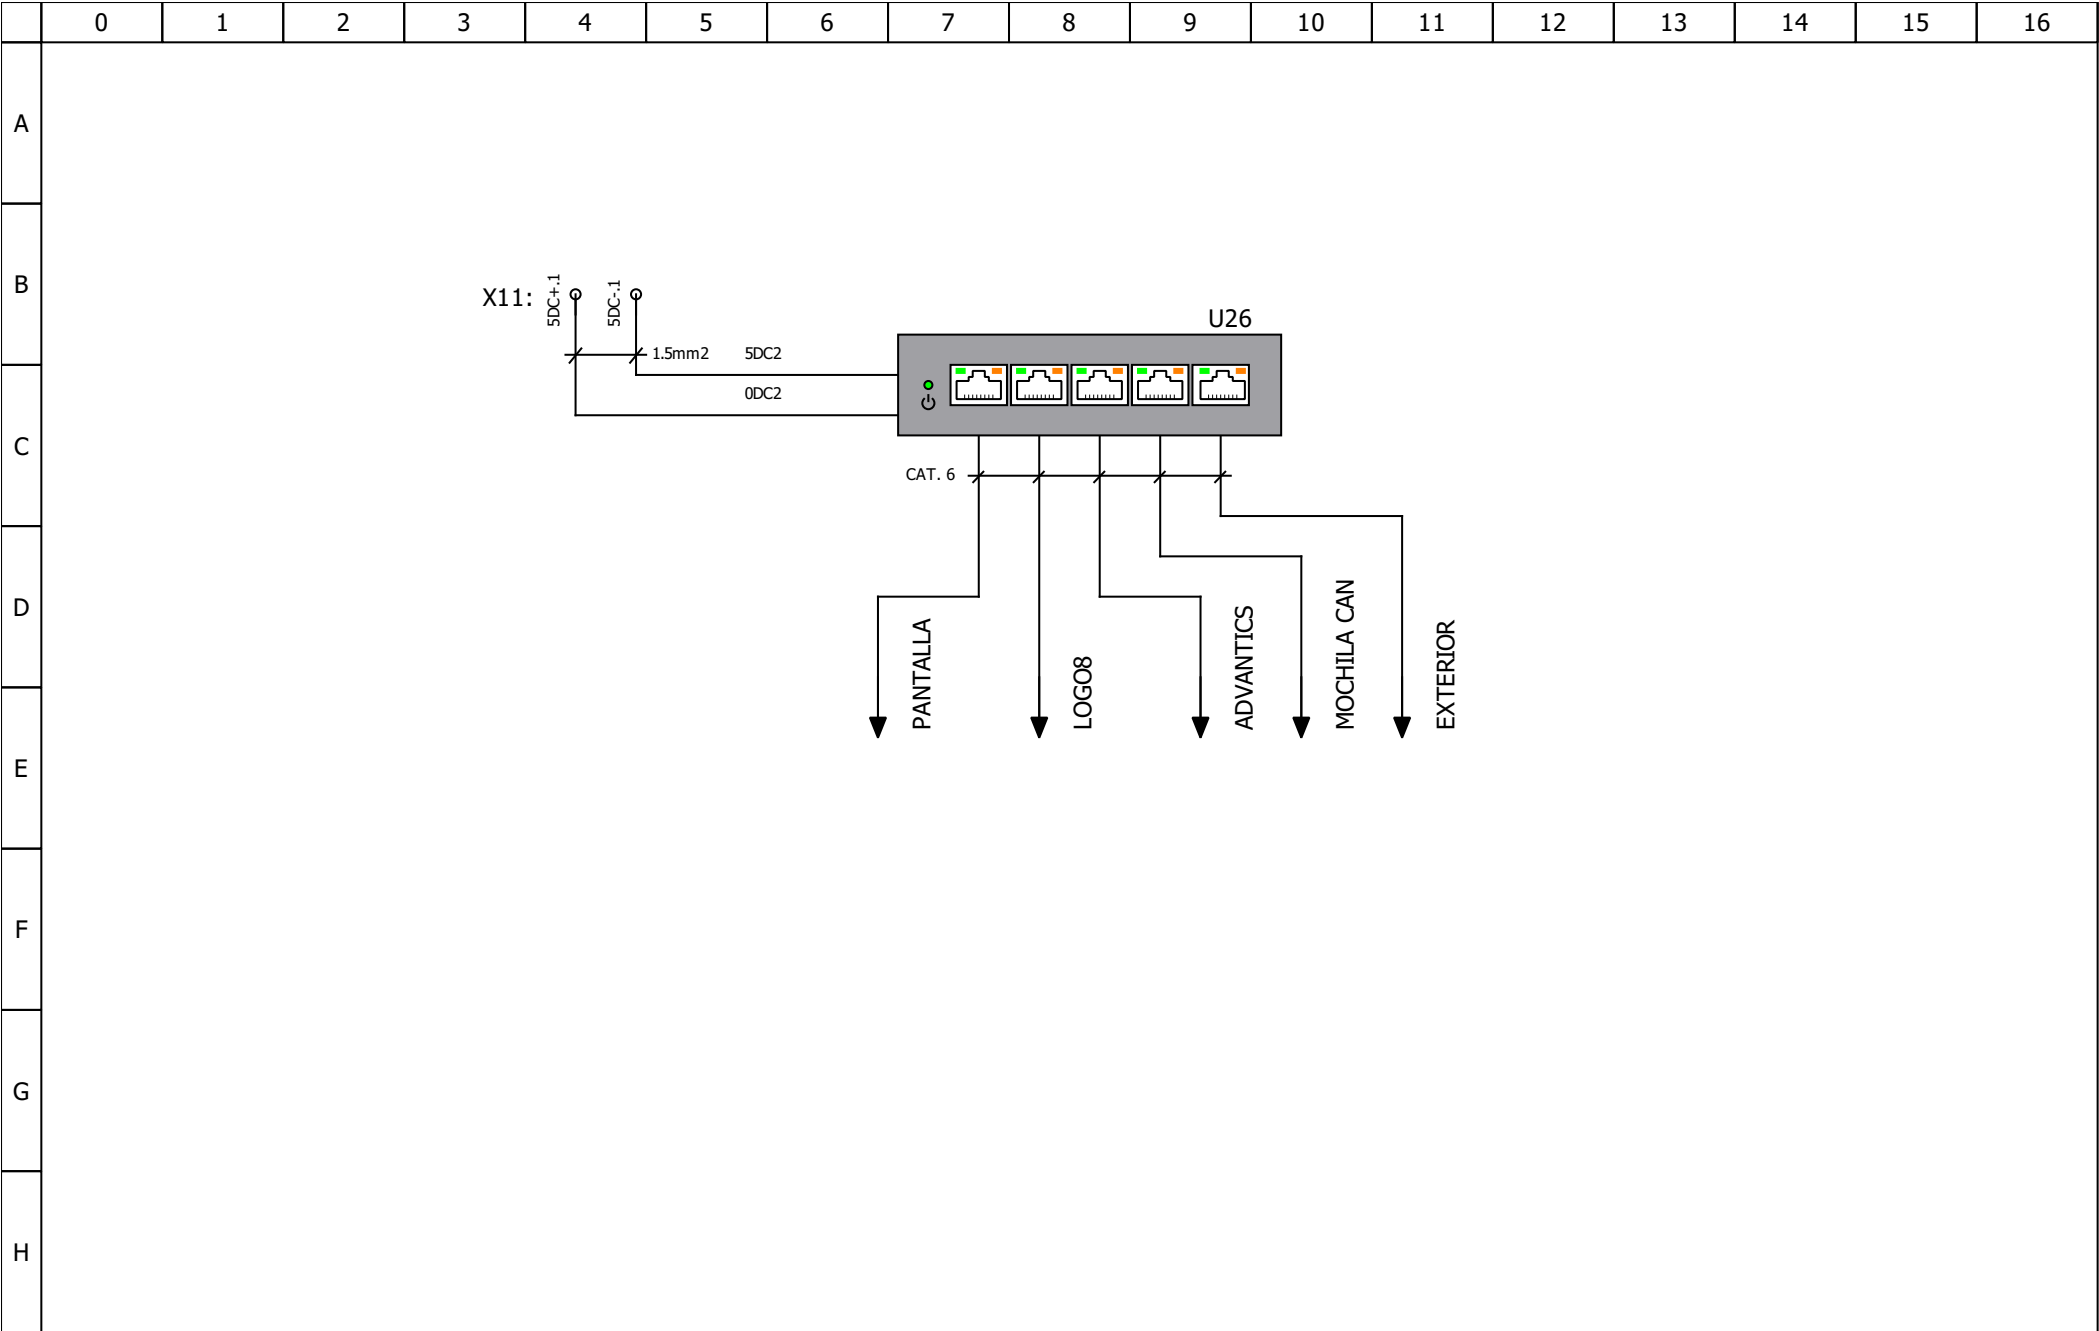 0 1 2 3 4 5 6 7 8 9 10 11 12 13 14 15 16
A
B
X11: 5DC+.1 5DC-.1
U26
1.5mm2 5DC2
0DC2
C
CAT. 6
D
PANTALLA
LOGO8
ADVANTICS
MOCHILA CAN
EXTERIOR
E
F
G
H